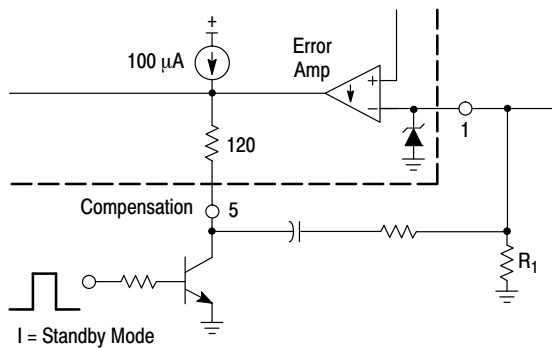 +
100 µA
Error
Amp
+
−
1
120
Compensation
5
R1
I = Standby Mode